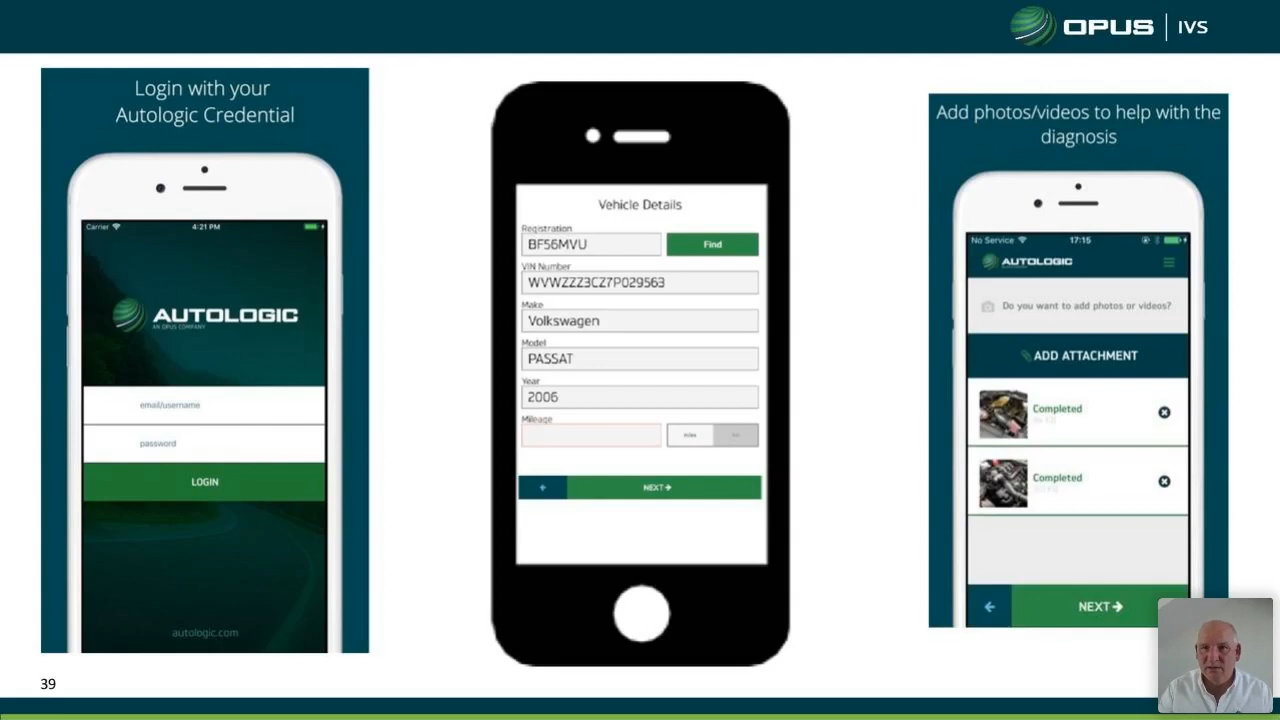 OPUS | IVS
Login with your
Autologic Credential
Carrier
4:21 PM
AUTOLOGIC
AN OPUS COMPANY
email/username
password
LOGIN
autologic.com
Vehicle Details
Registration
BF56MVU
Find
VIN Number
WVWZZZ3CZ7P029563
Make
Volkswagen
Model
PASSAT
Year
2006
Mileage
miles
NEXT
Add photos/videos to help with the
diagnosis
No Service
17:15
AUTOLOGIC
Do you want to add photos or videos?
ADD ATTACHMENT
Completed
Completed
NEXT
39